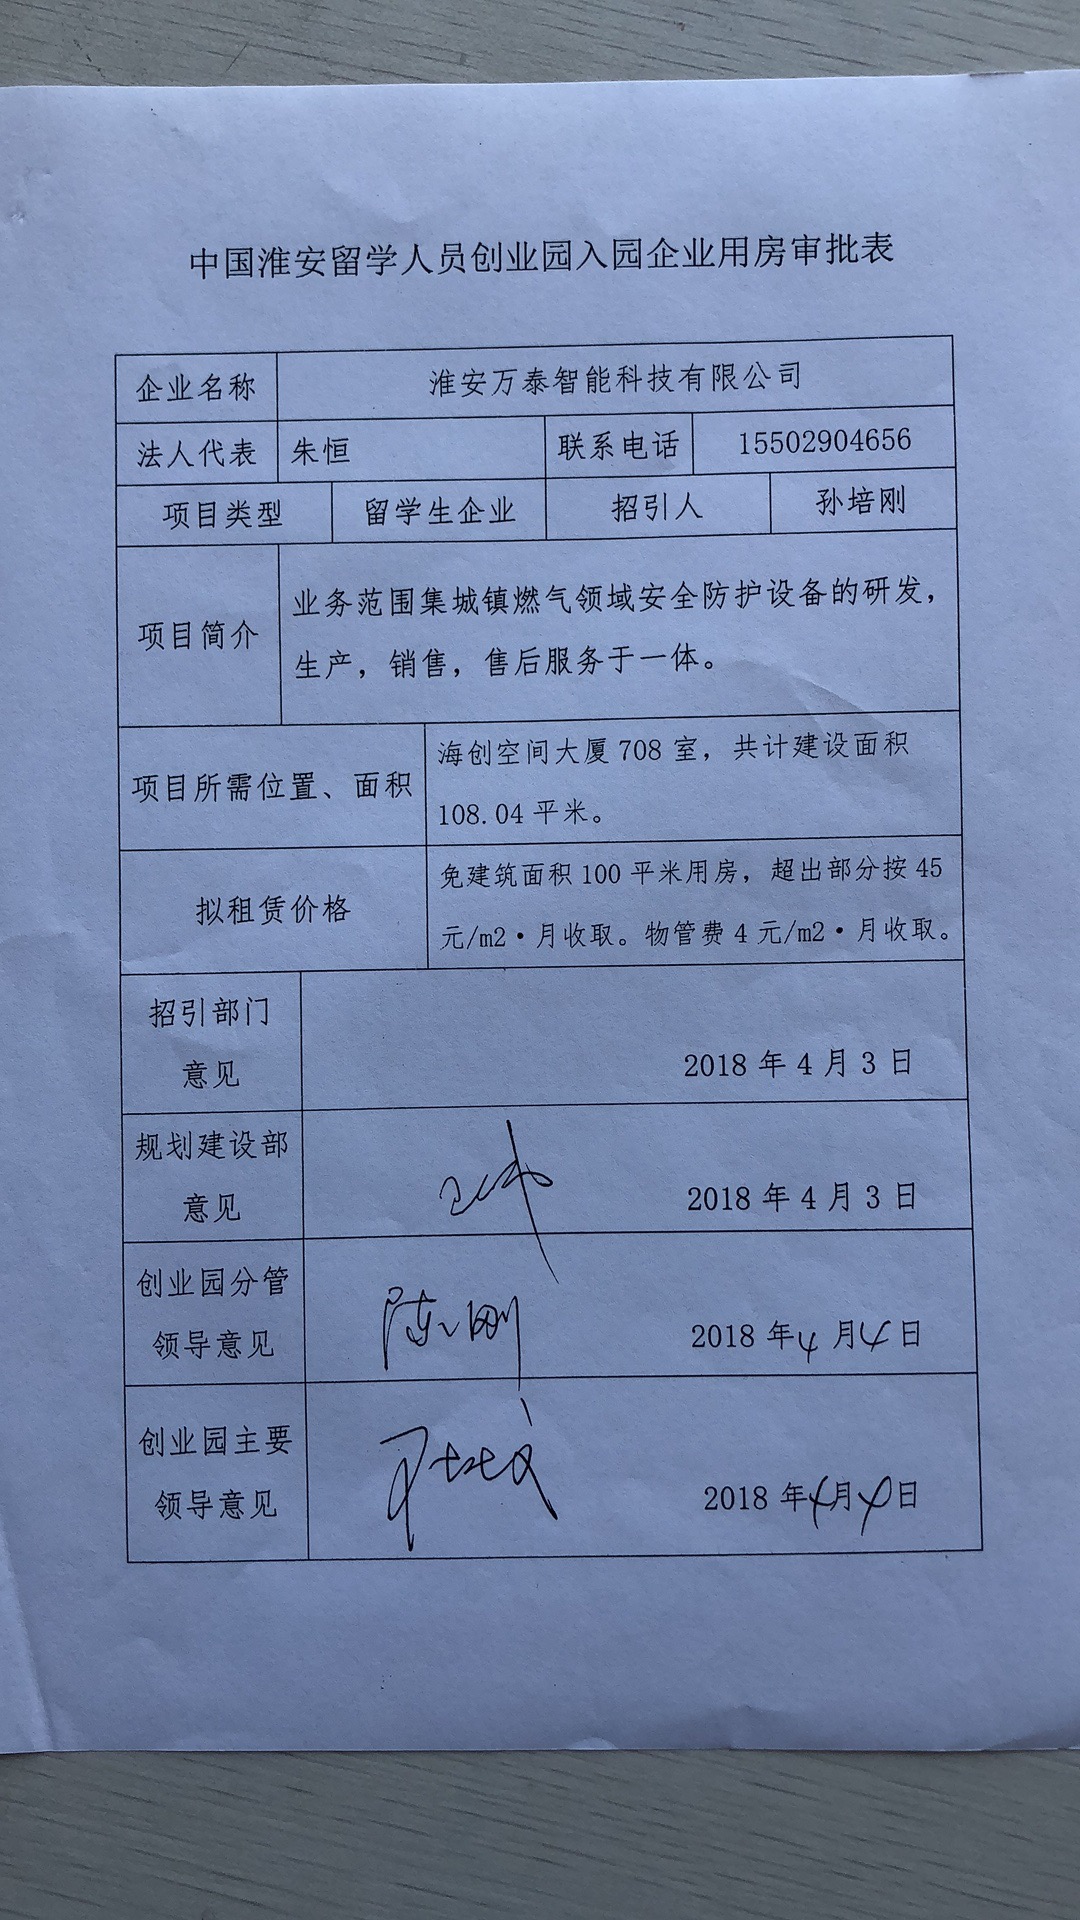 中国淮安留学人员创业园入园企业用房审批表
企业名称 淮安万泰智能科技有限公司
法人代表 朱恒 联系电话 15502904656
项目类型 留学生企业 招引人 孙培刚
项目简介
业务范围集城镇燃气领域安全防护设备的研发，
生产，销售，售后服务于一体。
项目所需位置、面积
海创空间大厦 708 室，共计建设面积
108.04 平米。
拟租赁价格
免建筑面积 100 平米用房，超出部分按 45
元/m2·月收取。物管费 4 元/m2·月收取。
招引部门
意见
2018 年 4 月 3 日
规划建设部
意见
2018 年 4 月 3 日
创业园分管
领导意见
2018 年 4 月 4 日
创业园主要
领导意见
2018 年 4 月 4 日